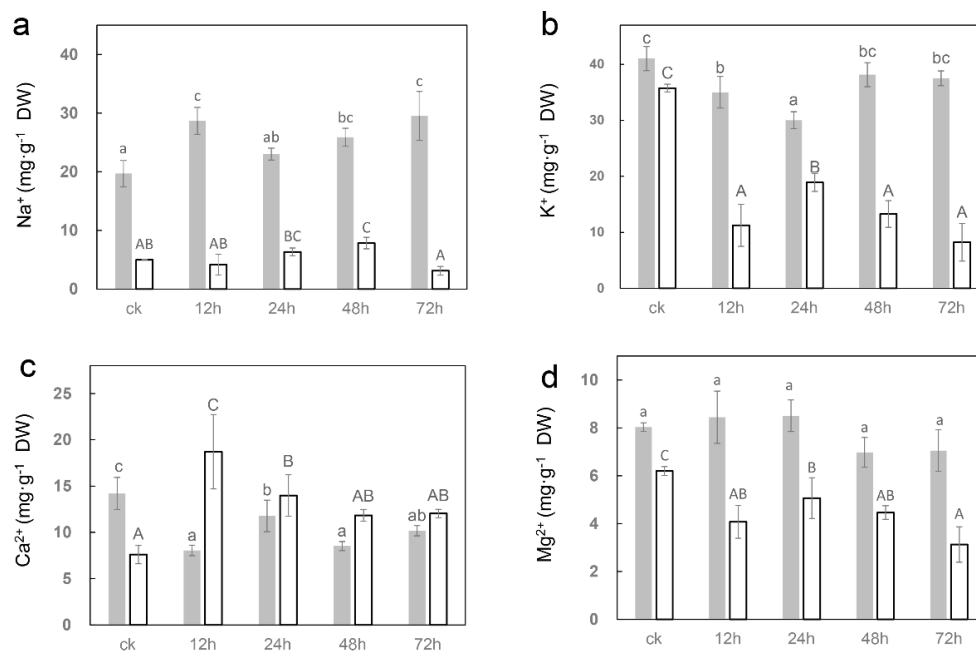 a
Na⁺ (mg·g⁻¹ DW)
40
30
20
10
0
a
c
ab
bc
c
AB
AB
BC
C
A
ck 12h 24h 48h 72h
b
K⁺ (mg·g⁻¹ DW)
40
30
20
10
0
c
b
a
bc
bc
C
A
B
A
A
ck 12h 24h 48h 72h
c
Ca²⁺ (mg·g⁻¹ DW)
25
20
15
10
5
0
c
a
b
a
ab
A
C
B
AB
AB
ck 12h 24h 48h 72h
d
Mg²⁺ (mg·g⁻¹ DW)
10
8
6
4
2
0
a
a
a
a
a
C
AB
B
AB
A
ck 12h 24h 48h 72h